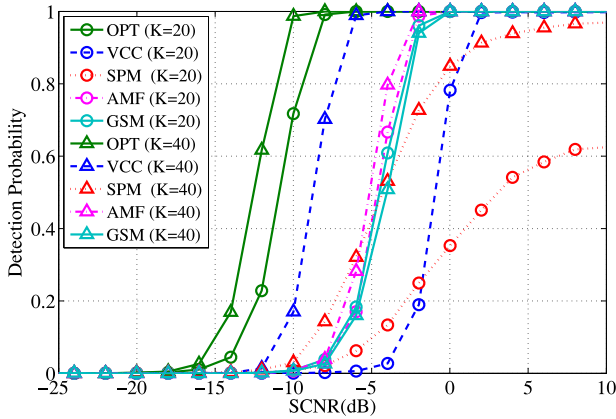 1
0.8
0.6
0.4
0.2
0
Detection Probability
OPT (K=20)
VCC (K=20)
SPM (K=20)
AMF (K=20)
GSM (K=20)
OPT (K=40)
VCC (K=40)
SPM (K=40)
AMF (K=40)
GSM (K=40)
−25 −20 −15 −10 −5 0 5 10
SCNR(dB)